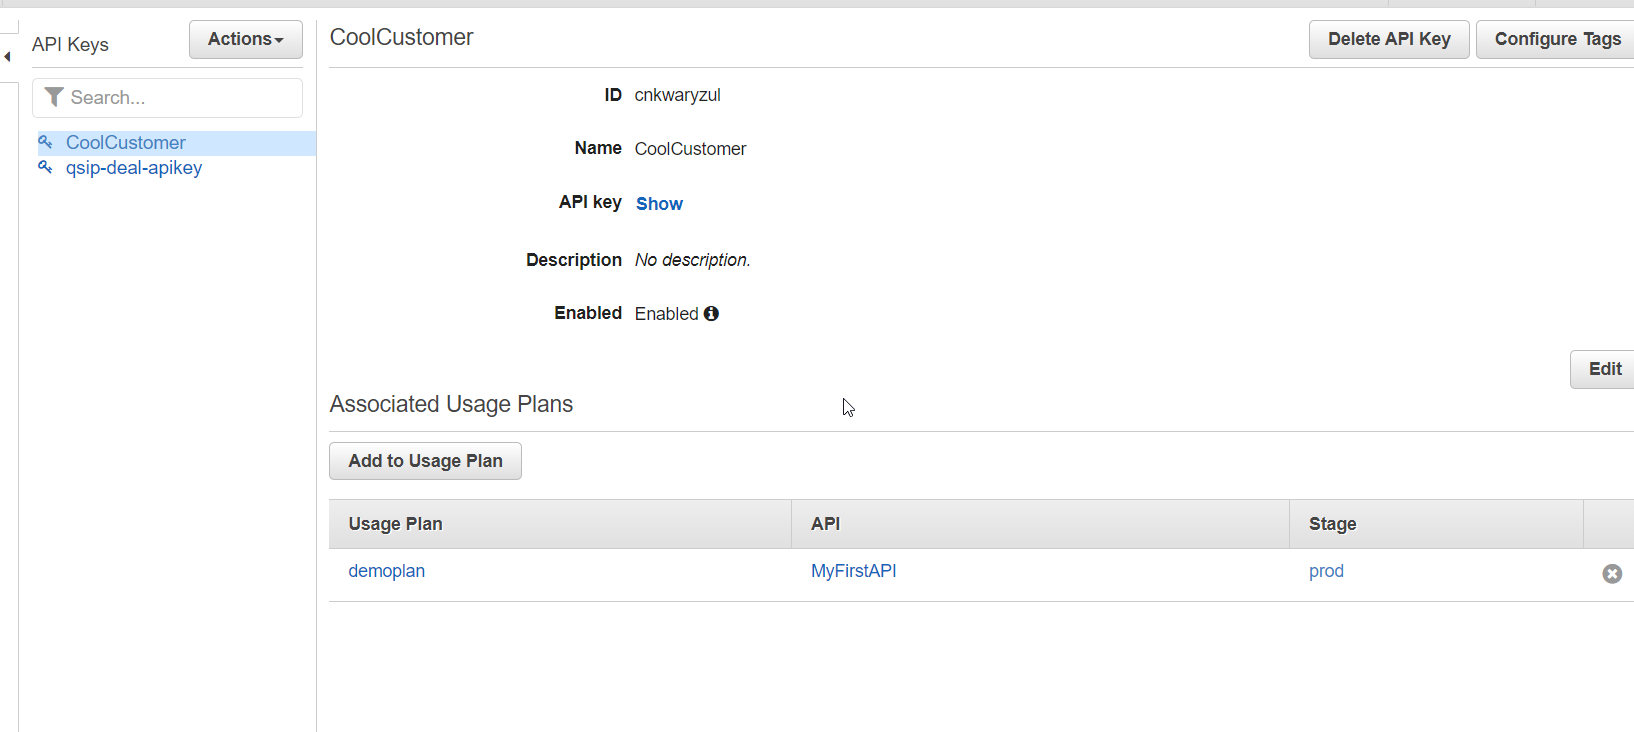 API Keys
Actions
Search...
CoolCustomer
qsip-deal-apikey
CoolCustomer
Delete API Key
Configure Tags
ID cnkwaryzul
Name CoolCustomer
API key Show
Description No description.
Enabled Enabled
Edit
Associated Usage Plans
Add to Usage Plan
Usage Plan API Stage
demoplan MyFirstAPI prod